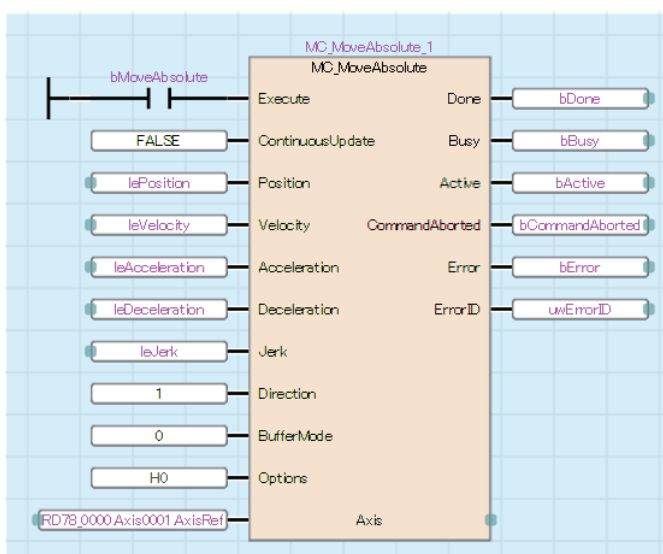 MC_MoveAbsolute_1
bMoveAbsolute
MC_MoveAbsolute
Execute Done bDone
FALSE ContinuousUpdate Busy bBusy
lePosition Position Active bActive
leVelocity Velocity CommandAborted bCommandAborted
leAcceleration Acceleration Error bError
leDeceleration Deceleration ErrorID uwErrorID
leJerk Jerk
1 Direction
0 BufferMode
H0 Options
RD78_0000.Axis0001.AxisRef Axis